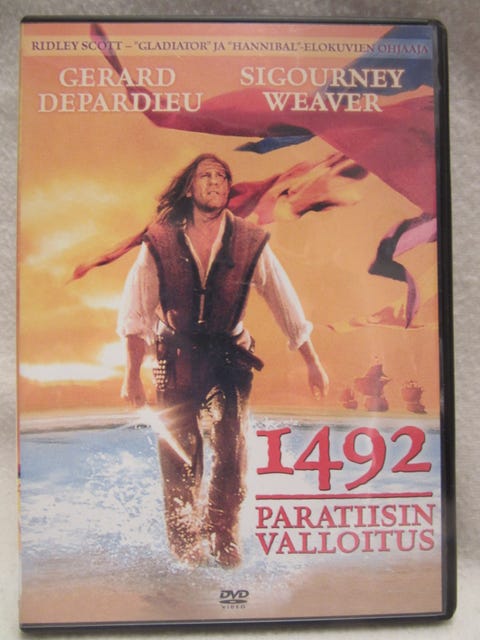 RIDLEY SCOTT – "GLADIATOR" JA "HANNIBAL"-ELOKUVIEN OHJAAJA
GERARD DEPARDIEU
SIGOURNEY WEAVER
1492
PARATIISIN
VALLOITUS
DVD
VIDEO